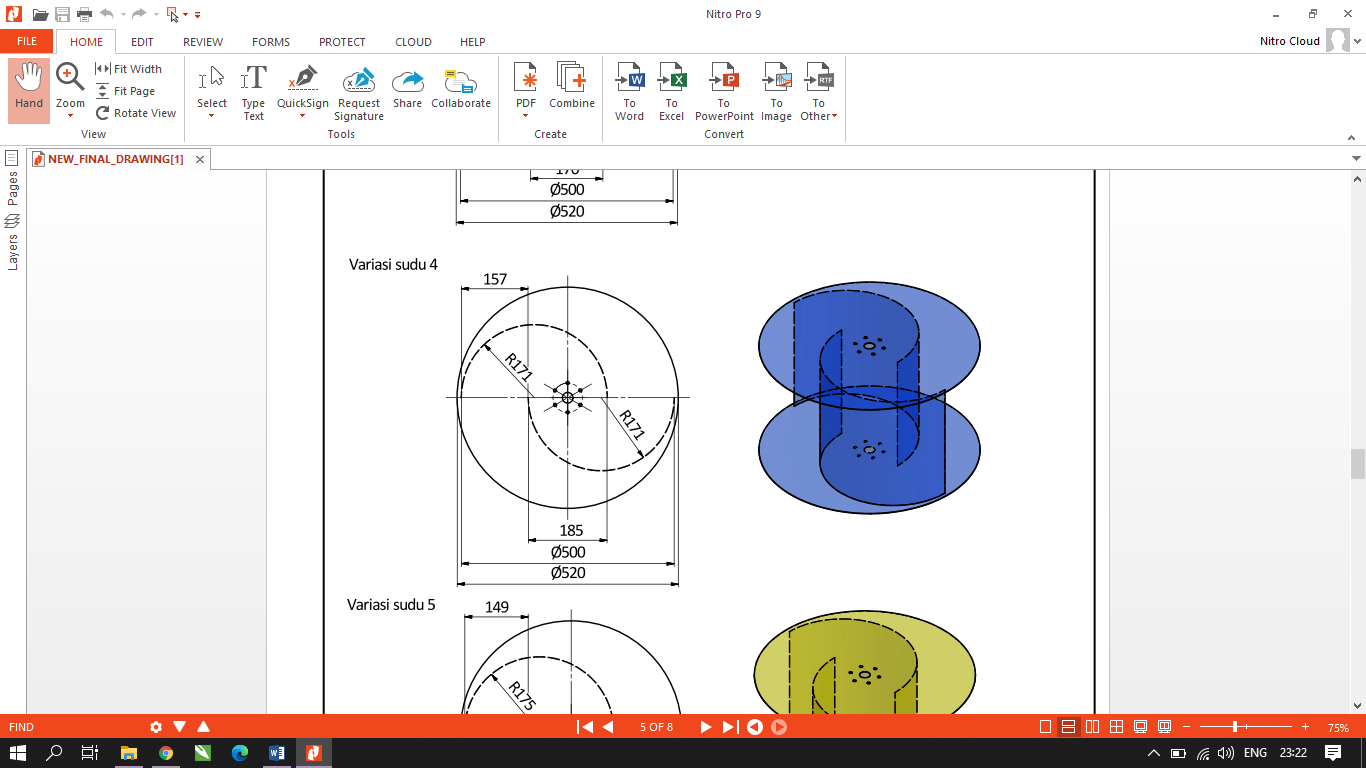 Nitro Pro 9
FILE HOME EDIT REVIEW FORMS PROTECT CLOUD HELP
Nitro Cloud
Hand
Zoom
Fit Width
Fit Page
Rotate View
View
Select
Type Text
QuickSign
Request Signature
Share
Collaborate
Tools
PDF
Combine
Create
To Word
To Excel
To PowerPoint
To Image
To Other
Convert
NEW_FINAL_DRAWING[1]
Pages
Layers
Ø500
Ø520
Variasi sudu 4
157
R171
R171
185
Ø500
Ø520
Variasi sudu 5
149
R175
FIND
5 OF 8
75%
ENG
23:22